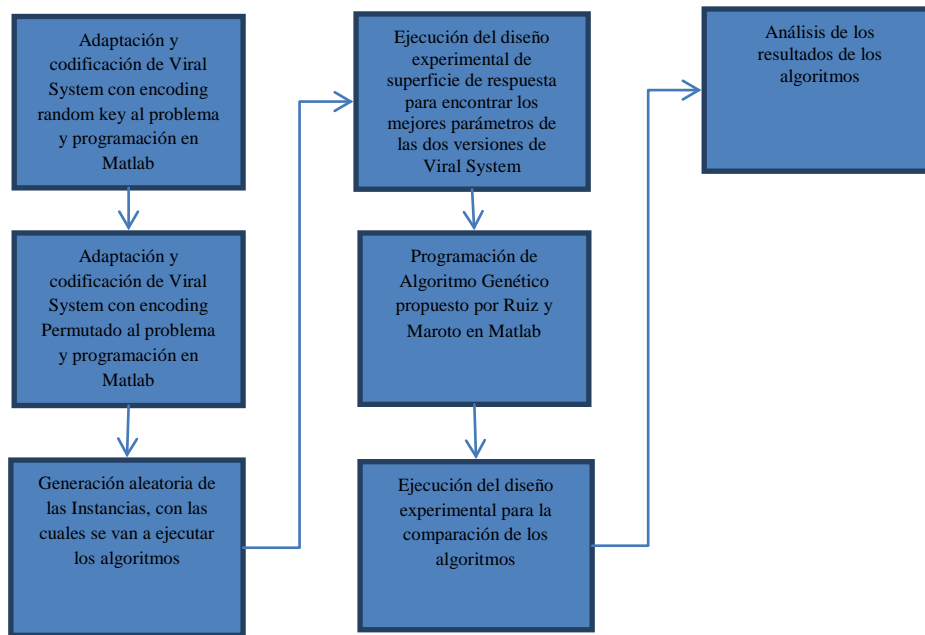 Adaptación y
codificación de Viral
System con encoding
random key al problema
y programación en
Matlab
Adaptación y
codificación de Viral
System con encoding
Permutado al problema
y programación en
Matlab
Generación aleatoria de
las Instancias, con las
cuales se van a ejecutar
los algoritmos
Ejecución del diseño
experimental de
superficie de respuesta
para encontrar los
mejores parámetros de
las dos versiones de
Viral System
Programación de
Algoritmo Genético
propuesto por Ruiz y
Maroto en Matlab
Ejecución del diseño
experimental para la
comparación de los
algoritmos
Análisis de los
resultados de los
algoritmos